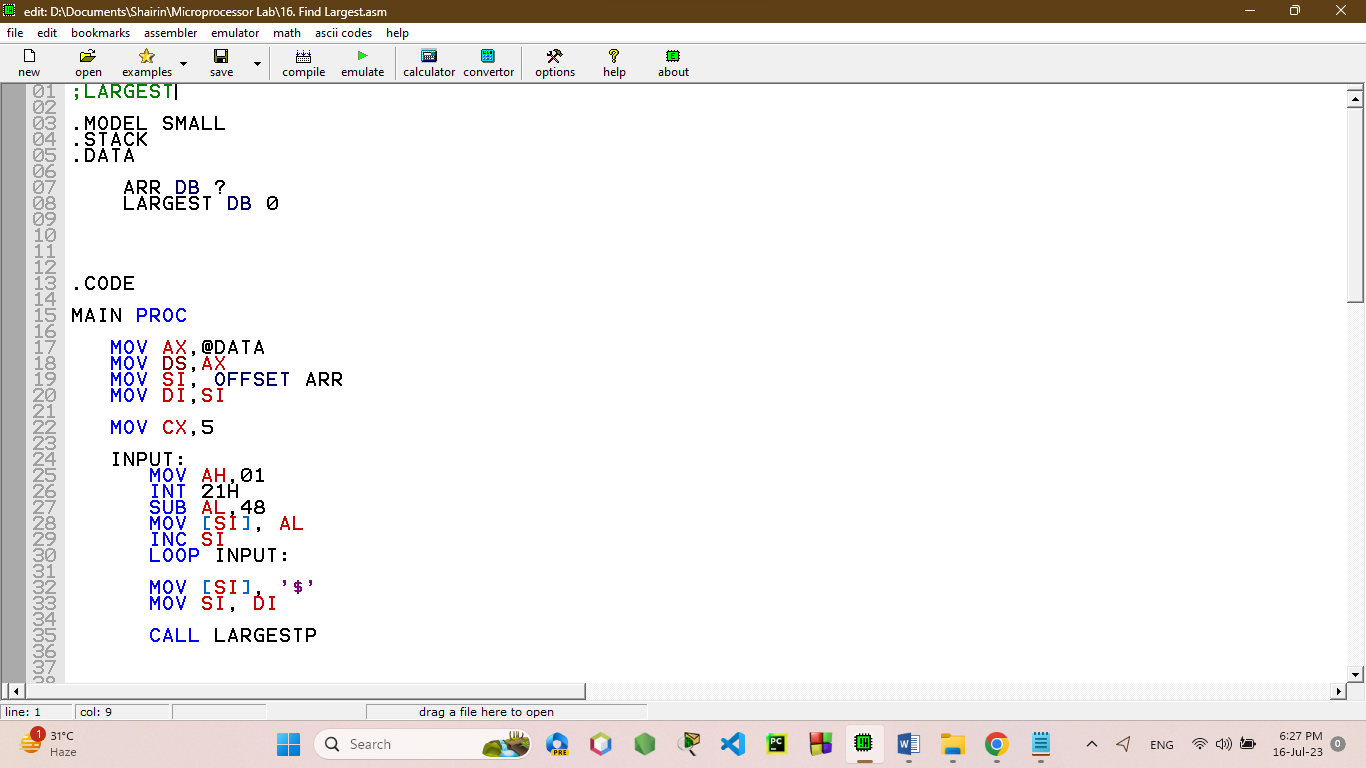 edit: D:\Documents\Shairin\Microprocessor Lab\16. Find Largest.asm
file edit bookmarks assembler emulator math ascii codes help
new open examples save compile emulate calculator convertor options help about
01 ;LARGEST
02
03 .MODEL SMALL
04 .STACK
05 .DATA
06
07 ARR DB ?
08 LARGEST DB 0
09
10
11
12
13 .CODE
14
15 MAIN PROC
16
17 MOV AX,@DATA
18 MOV DS,AX
19 MOV SI, OFFSET ARR
20 MOV DI,SI
21
22 MOV CX,5
23
24 INPUT:
25 MOV AH,01
26 INT 21H
27 SUB AL,48
28 MOV [SI], AL
29 INC SI
30 LOOP INPUT:
31
32 MOV [SI], '$'
33 MOV SI, DI
34
35 CALL LARGESTP
36
37
38
line: 1 col: 9 drag a file here to open
1 31°C Haze
Search
PRE
PC
W
ENG
6:27 PM
16-Jul-23
0